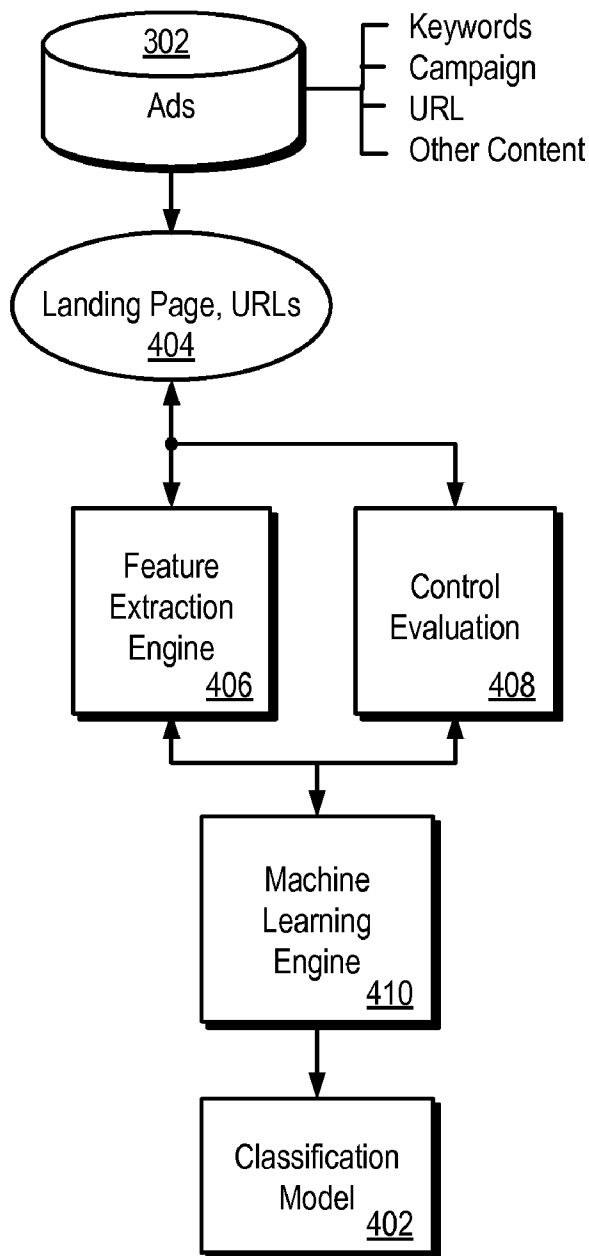 302
Ads
Keywords
Campaign
URL
Other Content
Landing Page, URLs
404
Feature
Extraction
Engine
406
Control
Evaluation
408
Machine
Learning
Engine
410
Classification
Model
402